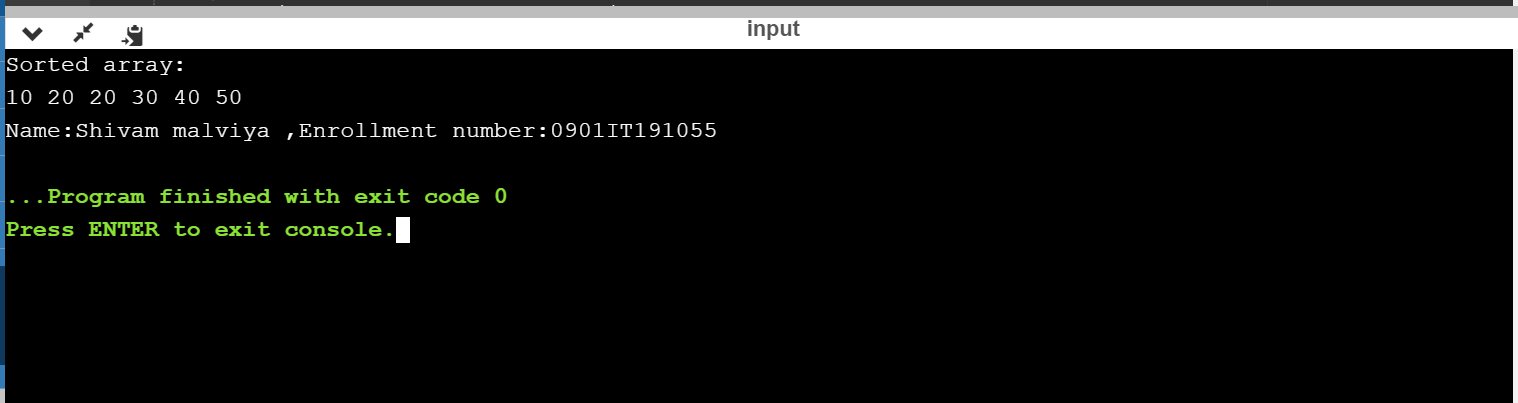 input
Sorted array:
10 20 20 30 40 50
Name:Shivam malviya ,Enrollment number:0901IT191055
...Program finished with exit code 0
Press ENTER to exit console.